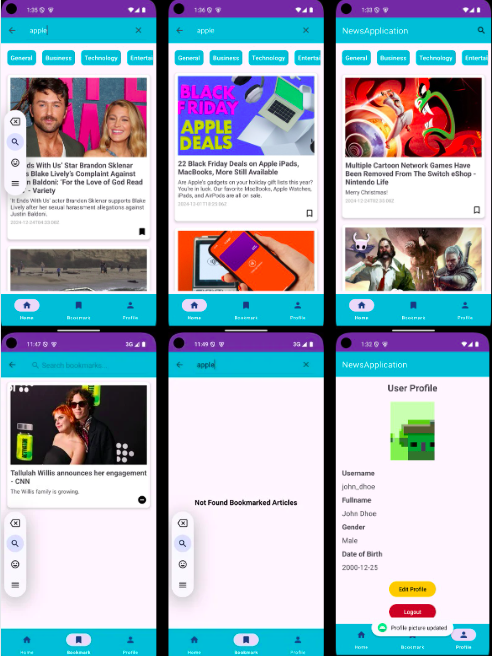 1:35
apple
General Business Technology Entertai
Ends With Us' Star Brandon Sklenar
s Blake Lively's Complaint Against
n Baldoni: 'For the Love of God Read
- Variety
'It Ends With Us' actor Brandon Sklenar supports Blake
Lively after her sexual harassment allegations against
Justin Baldoni.
Home Bookmark Profile
1:36
apple
General Business Technology Entertai
BLACK
FRIDAY
APPLE
DEALS
22 Black Friday Deals on Apple iPads,
MacBooks, More Still Available
Are Apple's gadgets on your holiday gift lists this year?
You're in luck. Our favorite MacBooks, Apple Watches,
iPads, and AirPods are all on sale.
Home Bookmark Profile
1:33
NewsApplication
General Business Technology Entertai
Multiple Cartoon Network Games Have
Been Removed From The Switch eShop -
Nintendo Life
Merry Christmas!
Home Bookmark Profile
11:47 3G
Search bookmarks...
Tallulah Willis announces her engagement
- CNN
The Willis family is growing.
Home Bookmark Profile
11:49 3G
apple
Not Found Bookmarked Articles
Home Bookmark Profile
1:32
NewsApplication
User Profile
Username
john_dhoe
Fullname
John Dhoe
Gender
Male
Date of Birth
2000-12-25
Edit Profile
Logout
Profile picture updated
Home Bookmark Profile